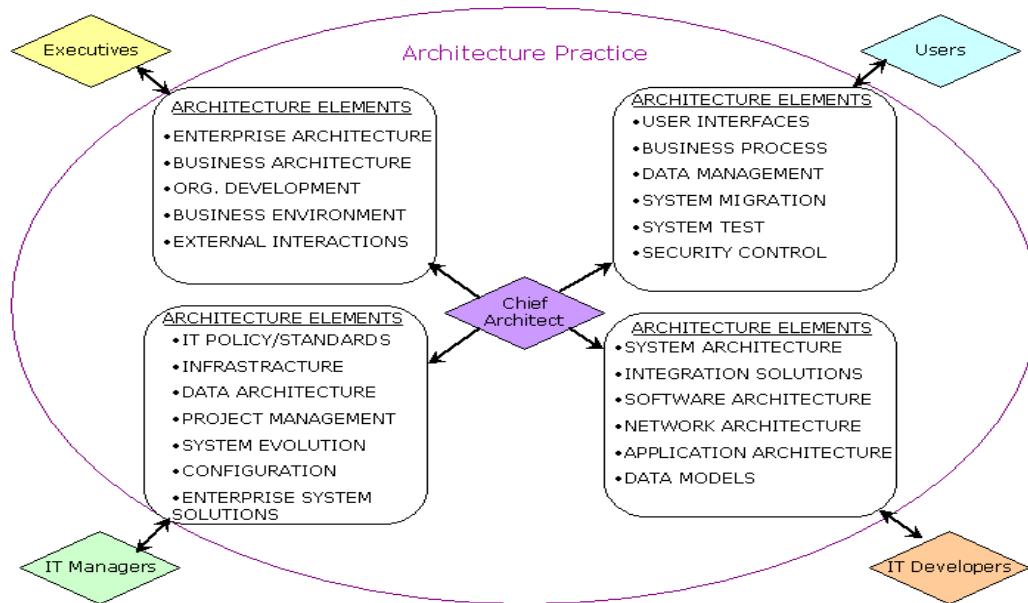 Executives
Architecture Practice
Users
ARCHITECTURE ELEMENTS
•ENTERPRISE ARCHITECTURE
•BUSINESS ARCHITECTURE
•ORG. DEVELOPMENT
•BUSINESS ENVIRONMENT
•EXTERNAL INTERACTIONS
ARCHITECTURE ELEMENTS
•USER INTERFACES
•BUSINESS PROCESS
•DATA MANAGEMENT
•SYSTEM MIGRATION
•SYSTEM TEST
•SECURITY CONTROL
Chief
Architect
ARCHITECTURE ELEMENTS
•IT POLICY/STANDARDS
•INFRASTRACTURE
•DATA ARCHITECTURE
•PROJECT MANAGEMENT
•SYSTEM EVOLUTION
•CONFIGURATION
•ENTERPRISE SYSTEM
SOLUTIONS
ARCHITECTURE ELEMENTS
•SYSTEM ARCHITECTURE
•INTEGRATION SOLUTIONS
•SOFTWARE ARCHITECTURE
•NETWORK ARCHITECTURE
•APPLICATION ARCHITECTURE
•DATA MODELS
IT Managers
IT Developers